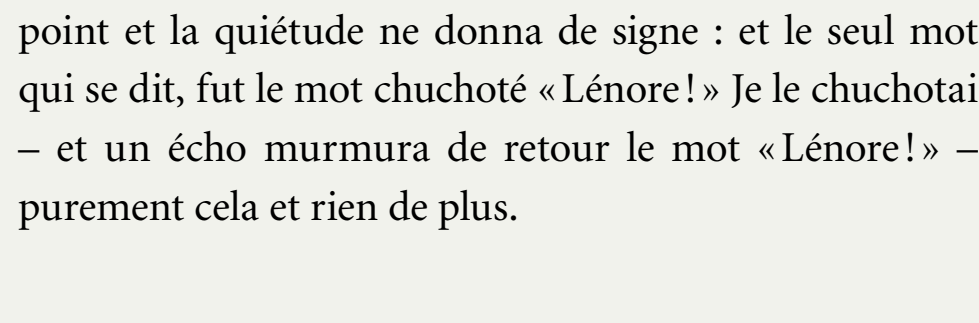 point et la quiétude ne donna de signe : et le seul mot
qui se dit, fut le mot chuchoté « Lénore ! » Je le chuchotai
– et un écho murmura de retour le mot « Lénore ! » –
purement cela et rien de plus.